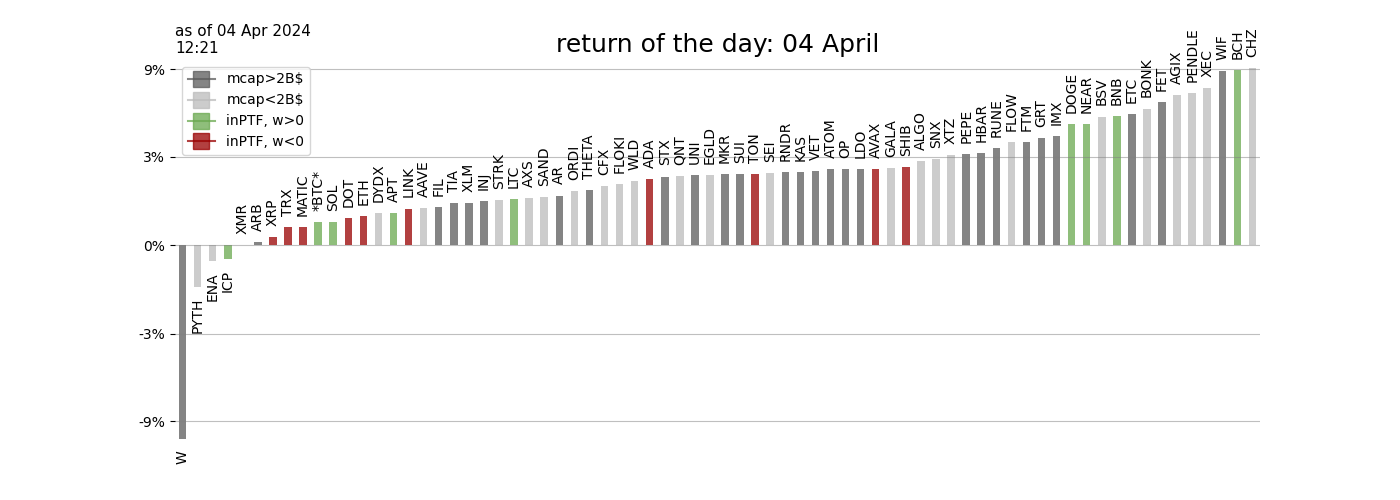 as of 04 Apr 2024
12:21
return of the day: 04 April
9%
3%
0%
-3%
-9%
mcap>2B$
mcap<2B$
inPTF, w>0
inPTF, w<0
W
PYTH
ENA
ICP
XMR
ARB
XRP
TRX
MATIC
*BTC*
SOL
DOT
ETH
DYDX
APT
LINK
AAVE
FIL
TIA
XLM
INJ
STRK
LTC
AXS
SAND
AR
ORDI
THETA
CFX
FLOKI
WLD
ADA
STX
QNT
UNI
EGLD
MKR
SUI
TON
SEI
RNDR
KAS
VET
ATOM
OP
LDO
AVAX
GALA
SHIB
ALGO
SNX
XTZ
PEPE
HBAR
RUNE
FLOW
FTM
GRT
IMX
DOGE
NEAR
BSV
BNB
ETC
BONK
FET
AGIX
PENDLE
XEC
WIF
BCH
CHZ